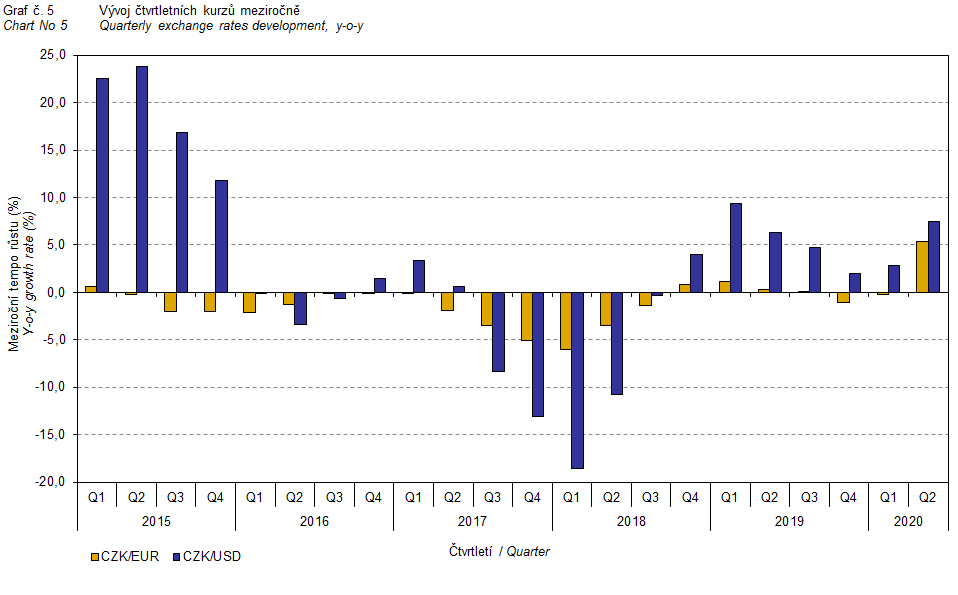 Graf č. 5 Vývoj čtvrtletních kurzů meziročně
Chart No 5 Quarterly exchange rates development, y-o-y
Meziroční tempo růstu (%)
Y-o-y growth rate (%)
25,0
20,0
15,0
10,0
5,0
0,0
-5,0
-10,0
-15,0
-20,0
Q1 Q2 Q3 Q4 Q1 Q2 Q3 Q4 Q1 Q2 Q3 Q4 Q1 Q2 Q3 Q4 Q1 Q2 Q3 Q4 Q1 Q2
2015 2016 2017 2018 2019 2020
Čtvrtletí / Quarter
CZK/EUR CZK/USD